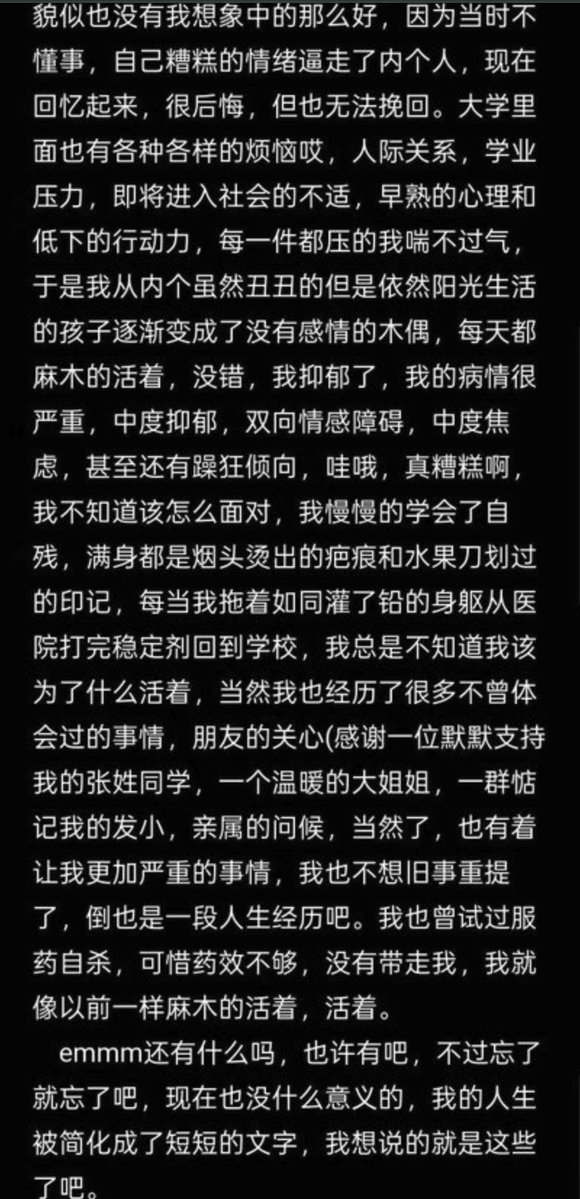 貌似也没有我想象中的那么好，因为当时不
懂事，自己糟糕的情绪逼走了内个人，现在
回忆起来，很后悔，但也无法挽回。大学里
面也有各种各样的烦恼哎，人际关系，学业
压力，即将进入社会的不适，早熟的心理和
低下的行动力，每一件都压的我喘不过气，
于是我从内个虽然丑丑的但是依然阳光生活
的孩子逐渐变成了没有感情的木偶，每天都
麻木的活着，没错，我抑郁了，我的病情很
严重，中度抑郁，双向情感障碍，中度焦
虑，甚至还有躁狂倾向，哇哦，真糟糕啊，
我不知道该怎么面对，我慢慢的学会了自
残，满身都是烟头烫出的疤痕和水果刀划过
的印记，每当我拖着如同灌了铅的身躯从医
院打完稳定剂回到学校，我总是不知道我该
为了什么活着，当然我也经历了很多不曾体
会过的事情，朋友的关心(感谢一位默默支持
我的张姓同学，一个温暖的大姐姐，一群惦
记我的发小，亲属的问候，当然了，也有着
让我更加严重的事情，我也不想旧事重提
了，倒也是一段人生经历吧。我也曾试过服
药自杀，可惜药效不够，没有带走我，我就
像以前一样麻木的活着，活着。
emmm还有什么吗，也许有吧，不过忘了
就忘了吧，现在也没什么意义的，我的人生
被简化成了短短的文字，我想说的就是这些
了吧。